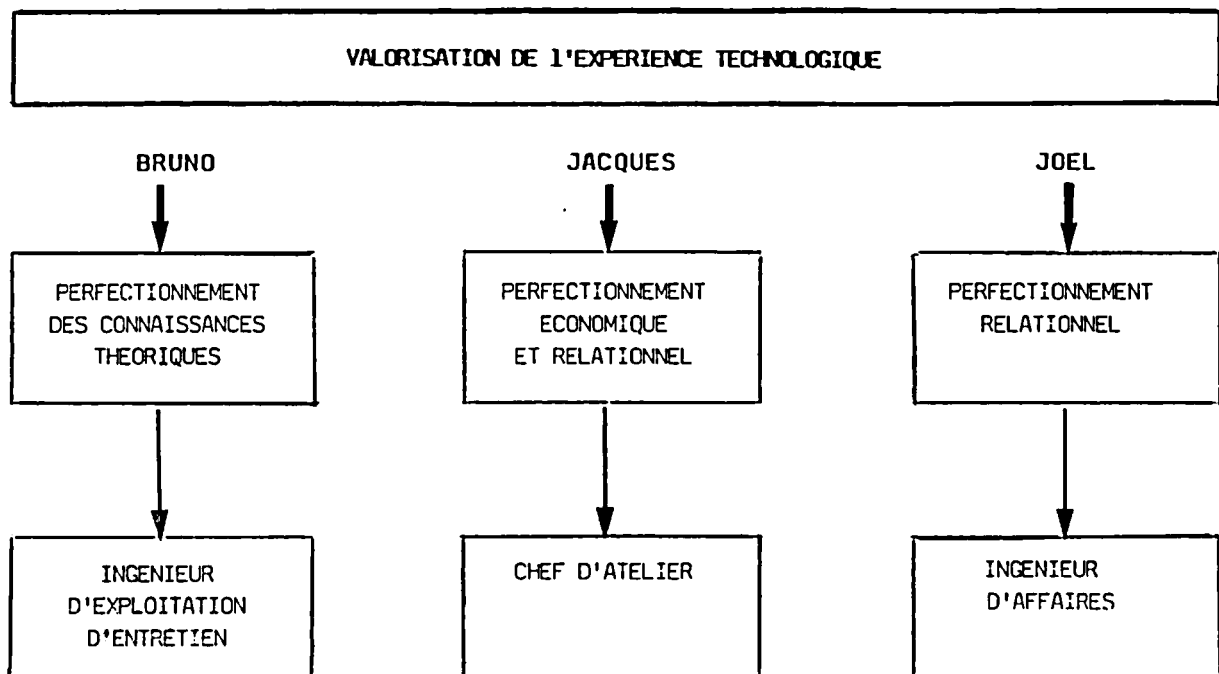 VALORISATION DE l'EXPERIENCE TECHNOLOGIQUE
BRUNO
JACQUES
JOEL
PERFECTIONNEMENT
DES CONNAISSANCES
THEORIQUES
PERFECTIONNEMENT
ECONOMIQUE
ET RELATIONNEL
PERFECTIONNEMENT
RELATIONNEL
INGENIEUR
D'EXPLOITATION
D'ENTRETIEN
CHEF D'ATELIER
INGENIEUR
D'AFFAIRES